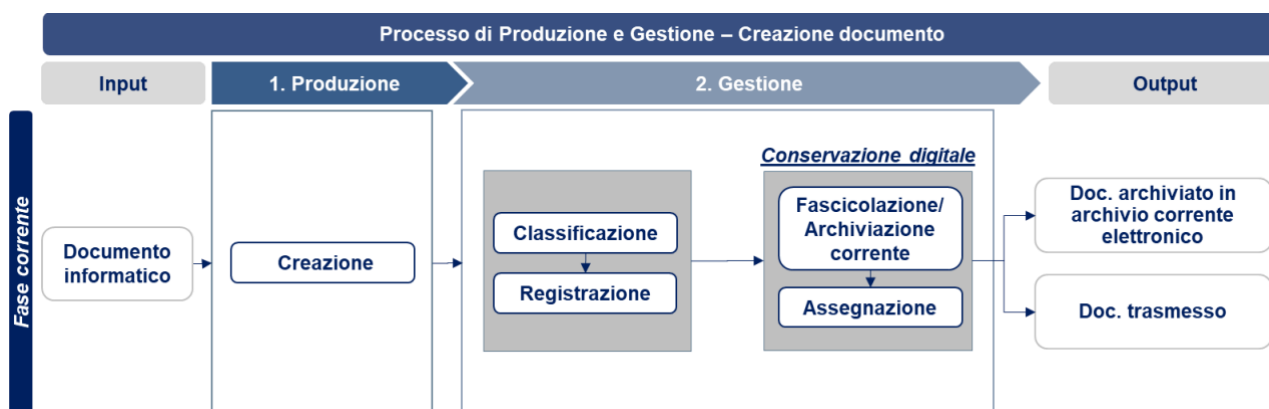 Processo di Produzione e Gestione – Creazione documento
Input
1. Produzione
2. Gestione
Output
Fase corrente
Documento
informatico
Creazione
Classificazione
Registrazione
Conservazione digitale
Fascicolazione/
Archiviazione
corrente
Assegnazione
Doc. archiviato in
archivio corrente
elettronico
Doc. trasmesso